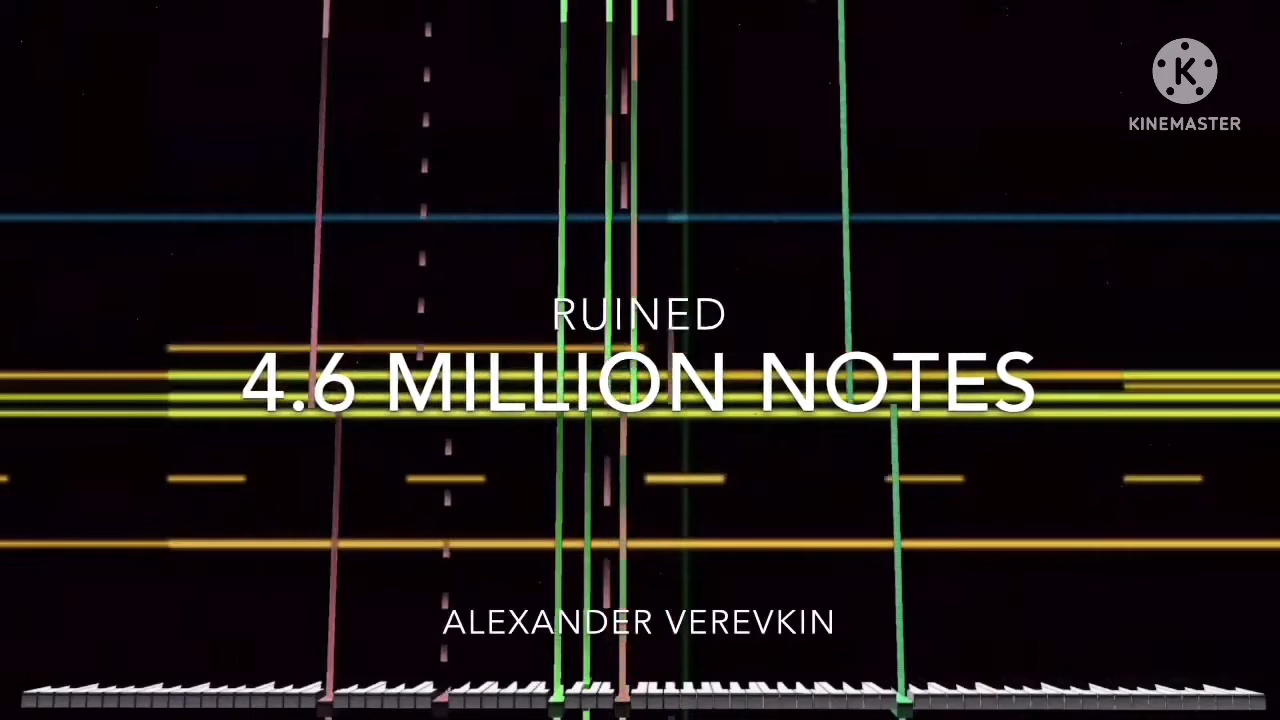 K
KINEMASTER
RUINED
4.6 MILLION NOTES
ALEXANDER VEREVKIN